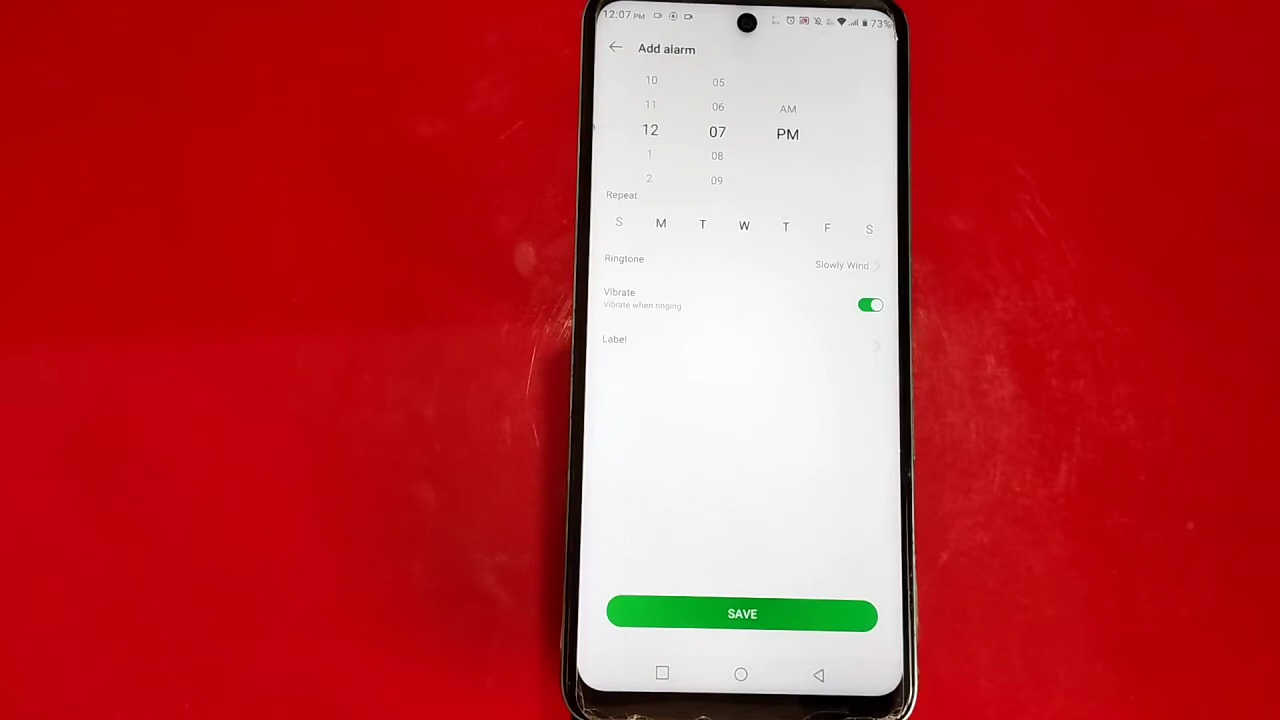 12:07 PM 73%
Add alarm
10 05
11 06 AM
12 07 PM
1 08
2 09
Repeat
S M T W T F S
Ringtone Slowly Wind
Vibrate
Vibrate when ringing
Label
SAVE